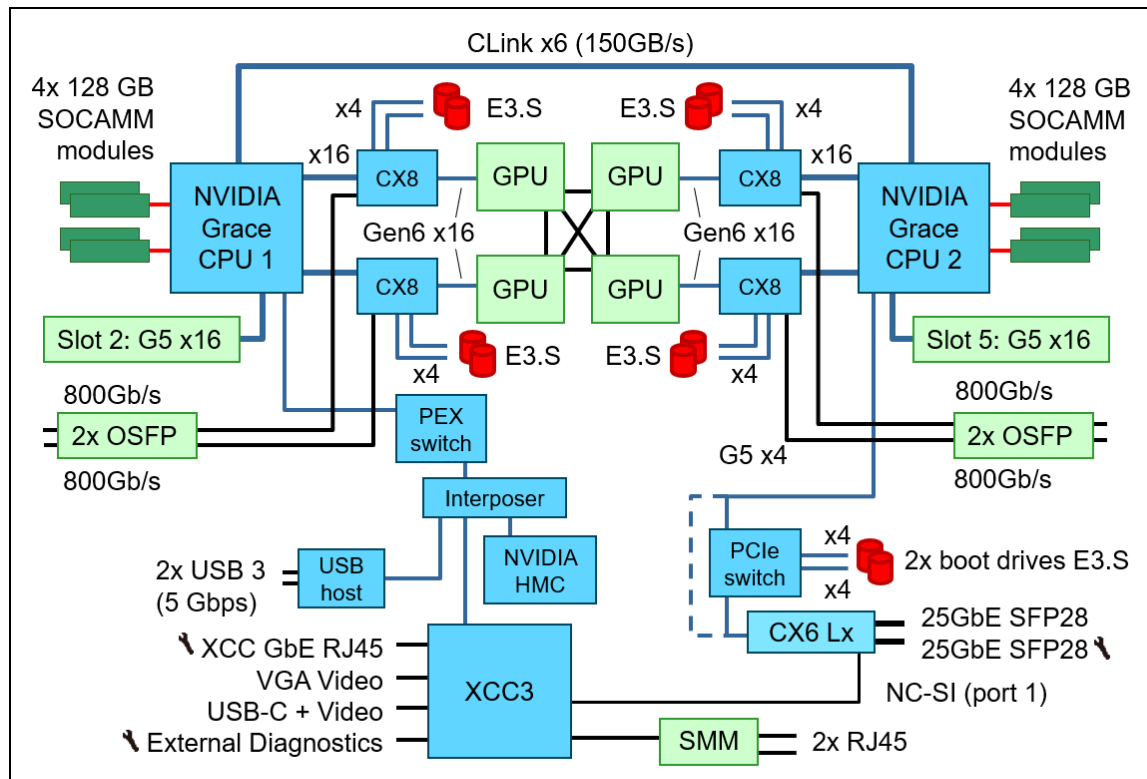 CLink x6 (150GB/s)
4x 128 GB
SOCAMM
modules
x4
E3.S
E3.S
x4
4x 128 GB
SOCAMM
modules
NVIDIA
Grace
CPU 1
x16
CX8
GPU
GPU
CX8
x16
NVIDIA
Grace
CPU 2
Gen6 x16
Gen6 x16
CX8
GPU
GPU
CX8
Slot 2: G5 x16
x4
E3.S
E3.S
x4
Slot 5: G5 x16
800Gb/s
2x OSFP
800Gb/s
PEX
switch
G5 x4
800Gb/s
2x OSFP
800Gb/s
Interposer
2x USB 3
(5 Gbps)
USB
host
NVIDIA
HMC
PCIe
switch
x4
x4
2x boot drives E3.S
CX6 Lx
25GbE SFP28
25GbE SFP28
XCC GbE RJ45
VGA Video
USB-C + Video
External Diagnostics
XCC3
NC-SI (port 1)
SMM
2x RJ45